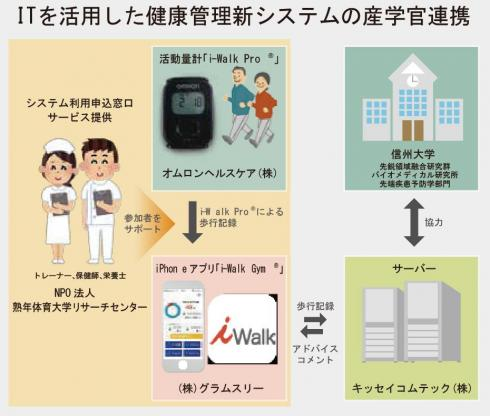 ITを活用した健康管理新システムの産学官連携
システム利用申込窓口
サービス提供
トレーナー、保健師、栄養士
NPO法人
熟年体育大学リサーチセンター
参加者を
サポート
活動量計「i-Walk Pro ®」
OMRON
2 18
オムロンヘルスケア(株)
i-W alk Pro®による
歩行記録
iPhon eアプリ「i-Walk Gym ®」
i Walk
(株)グラムスリー
歩行記録
アドバイス
コメント
信州大学
先鋭領域融合研究群
バイオメディカル研究所
先端疾患予防学部門
協力
サーバー
キッセイコムテック(株)